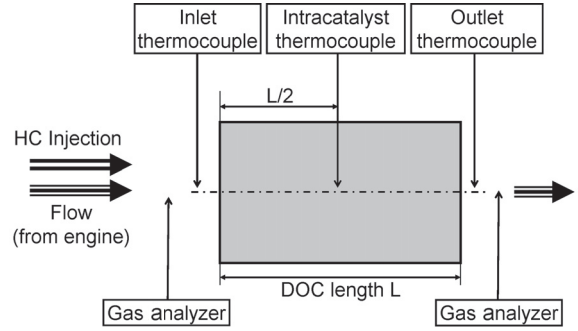 Inlet
thermocouple
Intracatalyst
thermocouple
Outlet
thermocouple
L/2
HC Injection
Flow
(from engine)
DOC length L
Gas analyzer
Gas analyzer